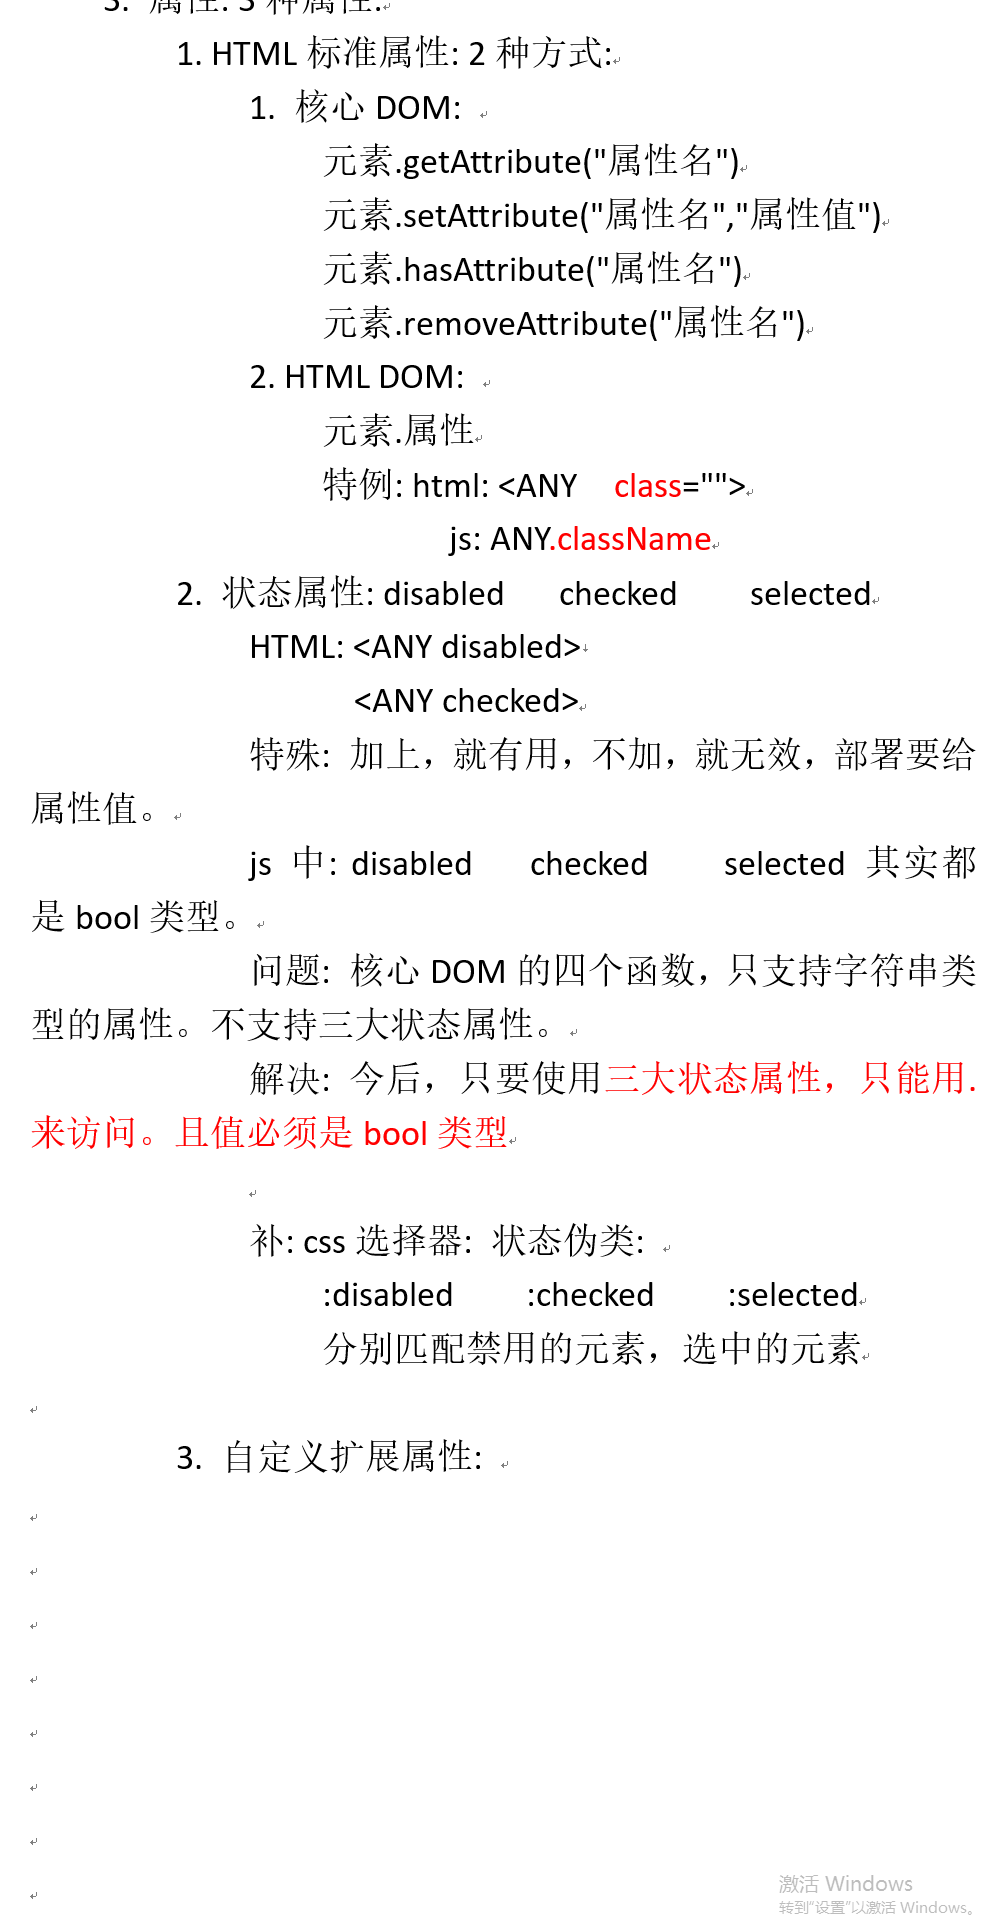 3. 属性: 3 种属性:
1. HTML 标准属性: 2 种方式:
1. 核心 DOM:
元素.getAttribute("属性名")
元素.setAttribute("属性名","属性值")
元素.hasAttribute("属性名")
元素.removeAttribute("属性名")
2. HTML DOM:
元素.属性
特例: html: <ANY class="">
js: ANY.className
2. 状态属性: disabled checked selected
HTML: <ANY disabled>
<ANY checked>
特殊: 加上，就有用，不加，就无效，部署要给
属性值。
js 中: disabled checked selected 其实都
是 bool 类型。
问题: 核心 DOM 的四个函数，只支持字符串类
型的属性。不支持三大状态属性。
解决: 今后，只要使用三大状态属性，只能用.
来访问。且值必须是 bool 类型
补: css 选择器: 状态伪类:
:disabled :checked :selected
分别匹配禁用的元素，选中的元素
3. 自定义扩展属性:
激活 Windows
转到"设置"以激活 Windows。